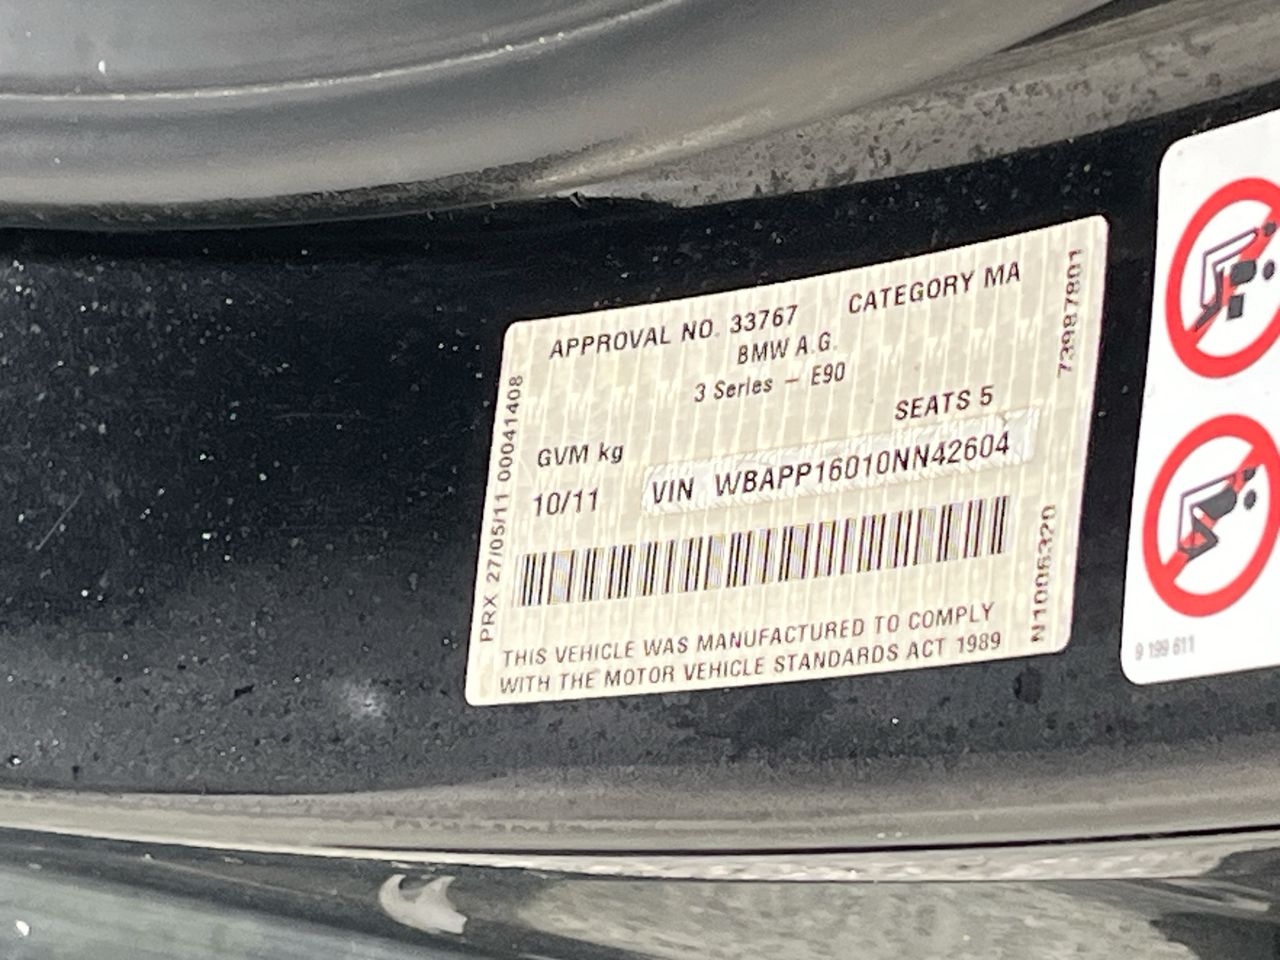 APPROVAL NO. 33767 CATEGORY MA
BMW A.G.
3 Series – E90
SEATS 5
GVM kg
10/11
VIN WBAPP16010NN42604
THIS VEHICLE WAS MANUFACTURED TO COMPLY
WITH THE MOTOR VEHICLE STANDARDS ACT 1989
PRX 27/05/11 00041408
73987801
N1006320
9 199 611